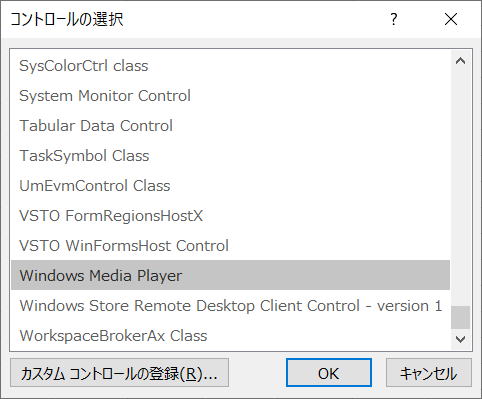 コントロールの選択
? ×
SysColorCtrl class
System Monitor Control
Tabular Data Control
TaskSymbol Class
UmEvmControl Class
VSTO FormRegionsHostX
VSTO WinFormsHost Control
Windows Media Player
Windows Store Remote Desktop Client Control - version 1
WorkspaceBrokerAx Class
カスタム コントロールの登録(R)...
OK
キャンセル